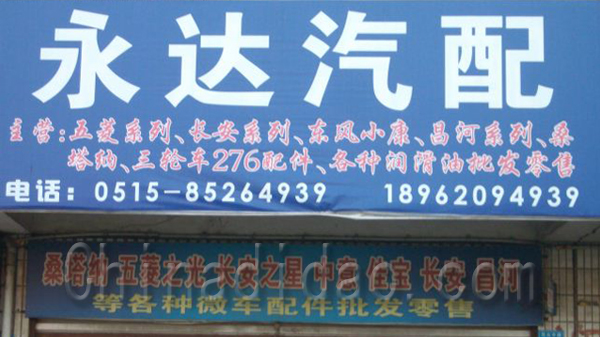 永达汽配
主营:五菱系列、长安系列、东风小康、昌河系列、桑
塔纳、三轮车276配件、各种润滑油批发零售
电话: 0515-85264939 18962094939
桑塔纳 五菱之光 长安之星 中意 佳宝 长安 昌河
等各种微车配件批发零售